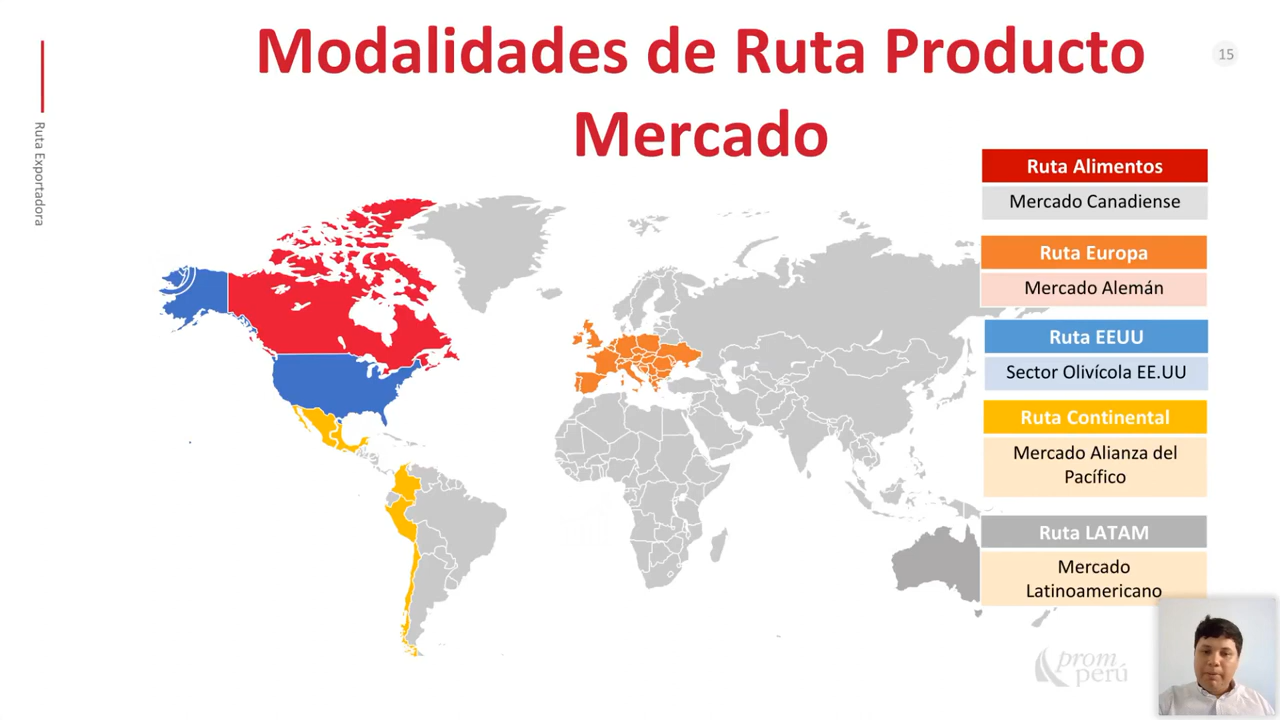 Modalidades de Ruta Producto
Mercado
15
Ruta Exportadora
Ruta Alimentos
Mercado Canadiense
Ruta Europa
Mercado Alemán
Ruta EEUU
Sector Olivícola EE.UU
Ruta Continental
Mercado Alianza del
Pacífico
Ruta LATAM
Mercado
Latinoamericano
prom
perú